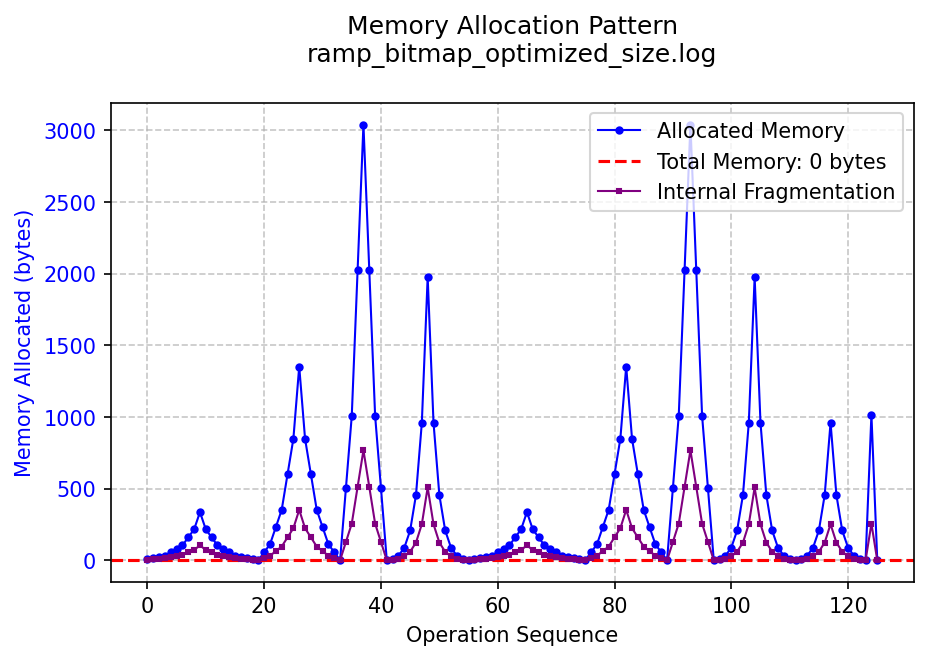 Memory Allocation Pattern
ramp_bitmap_optimized_size.log
Allocated Memory
Total Memory: 0 bytes
Internal Fragmentation
Memory Allocated (bytes)
3000
2500
2000
1500
1000
500
0
0 20 40 60 80 100 120
Operation Sequence